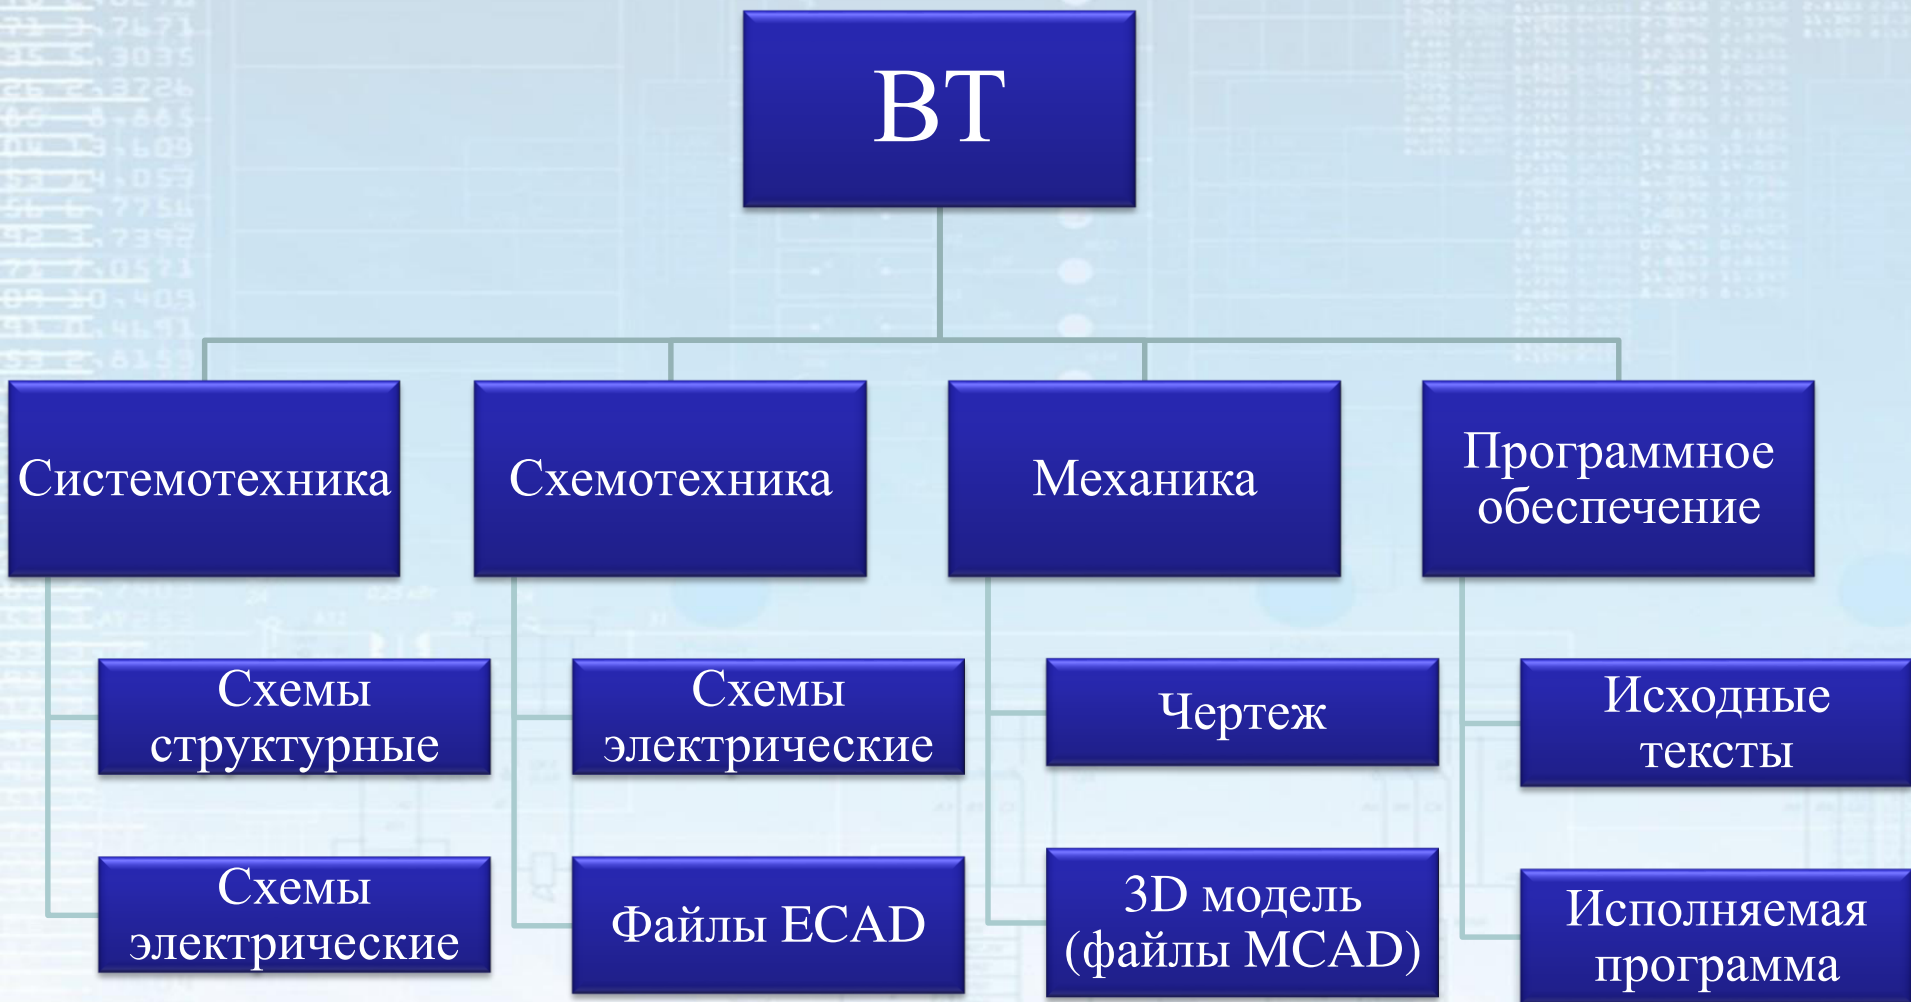 ВТ
Системотехника
Схемотехника
Механика
Программное
обеспечение
Схемы
структурные
Схемы
электрические
Чертеж
Исходные
тексты
Схемы
электрические
Файлы ECAD
3D модель
(файлы MCAD)
Исполняемая
программа